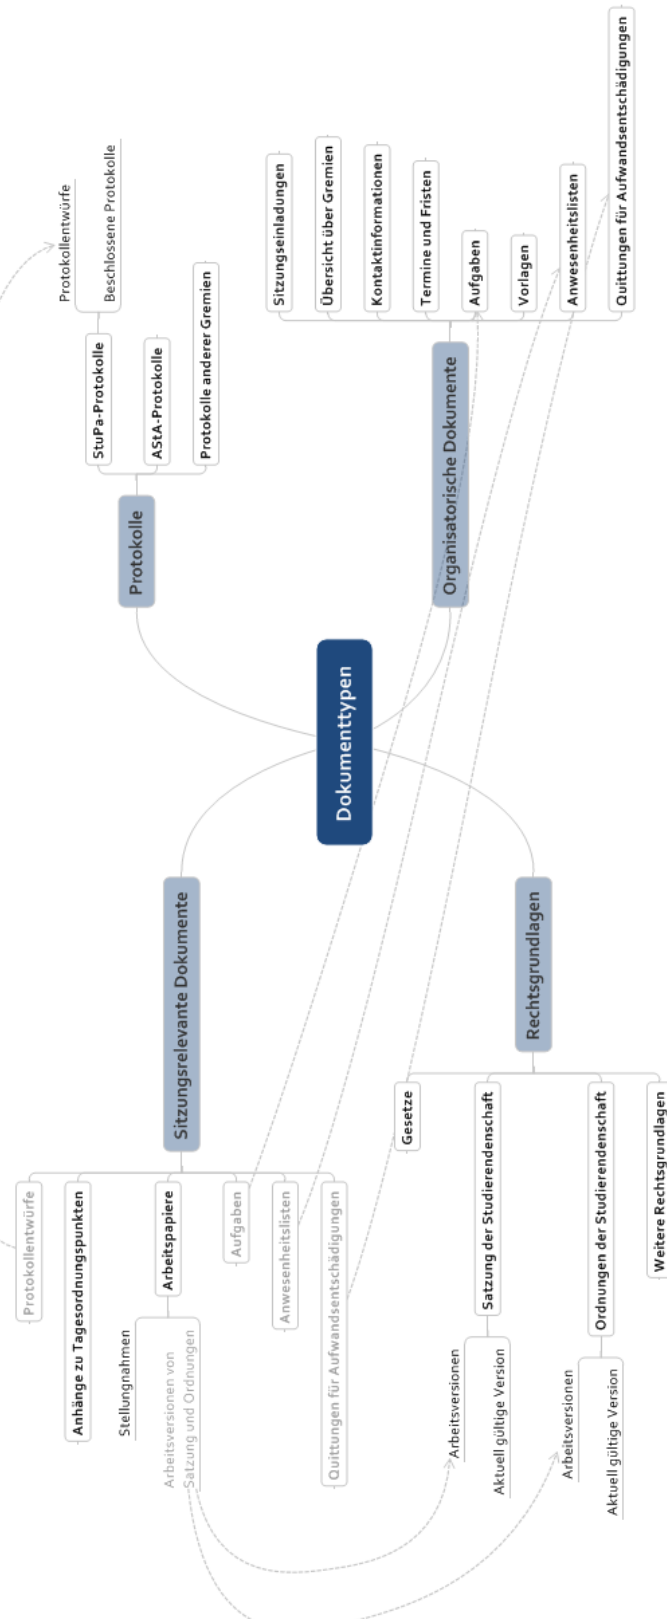 Dokumenttypen
Sitzungsrelevante Dokumente
Protokollentwürfe
Anhänge zu Tagesordnungspunkten
Arbeitspapiere
Stellungnahmen
Arbeitsversionen von
Satzung und Ordnungen
Aufgaben
Anwesenheitslisten
Quittungen für Aufwandsentschädigungen
Rechtsgrundlagen
Gesetze
Satzung der Studierendenschaft
Arbeitsversionen
Aktuell gültige Version
Ordnungen der Studierendenschaft
Arbeitsversionen
Aktuell gültige Version
Weitere Rechtsgrundlagen
Protokolle
StuPa-Protokolle
Protokollentwürfe
Beschlossene Protokolle
AStA-Protokolle
Protokolle anderer Gremien
Organisatorische Dokumente
Sitzungseinladungen
Übersicht über Gremien
Kontaktinformationen
Termine und Fristen
Aufgaben
Vorlagen
Anwesenheitslisten
Quittungen für Aufwandsentschädigungen